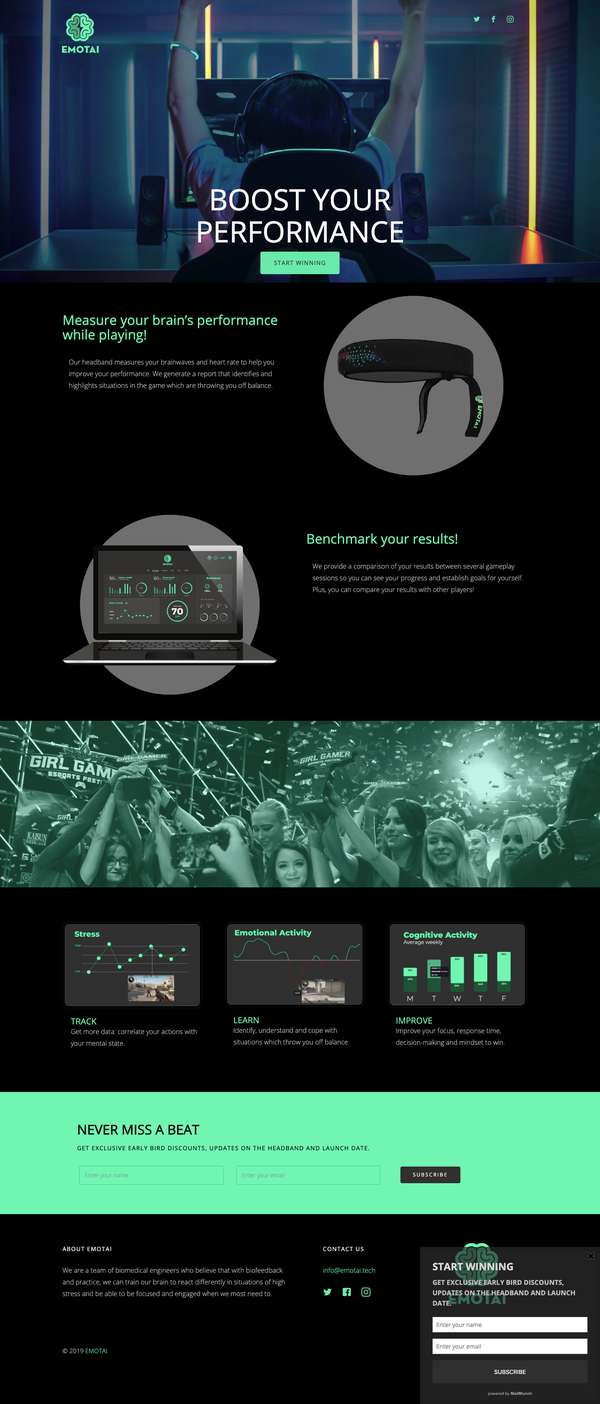 EMOTAI
BOOST YOUR
PERFORMANCE
START WINNING
Measure your brain's performance
while playing!
Our headband measures your brainwaves and heart rate to help you
improve your performance. We generate a report that identifies and
highlights situations in the game which are throwing you off balance.
EMOTAI
Benchmark your results!
We provide a comparison of your results between several gameplay
sessions so you can see your progress and establish goals for yourself.
Plus, you can compare your results with other players!
70
GIRL GAMER
GIRL GAMER
ESPORTS FESTI
GIRL GAMER
Stress
Emotional Activity
Cognitive Activity
Average weekly
M T W T F
TRACK
Get more data: correlate your actions with
your mental state.
LEARN
Identify, understand and cope with
situations which throw you off balance.
IMPROVE
Improve your focus, response time,
decision-making and mindset to win.
NEVER MISS A BEAT
GET EXCLUSIVE EARLY BIRD DISCOUNTS, UPDATES ON THE HEADBAND AND LAUNCH DATE.
Enter your name
Enter your email
SUBSCRIBE
ABOUT EMOTAI
We are a team of biomedical engineers who believe that with biofeedback
and practice, we can train our brain to react differently in situations of high
stress and be able to be focused and engaged when we most need to.
CONTACT US
info@emotai.tech
© 2019 EMOTAI
EMOTAI
START WINNING
GET EXCLUSIVE EARLY BIRD DISCOUNTS,
UPDATES ON THE HEADBAND AND LAUNCH
DATE.
Enter your name
Enter your email
SUBSCRIBE
powered by MailMunch